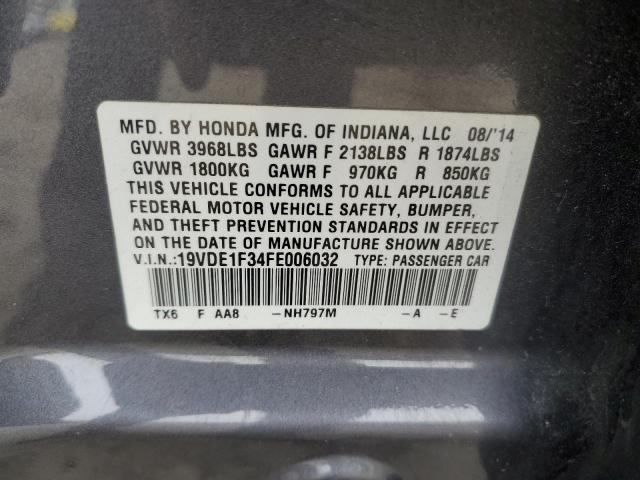 MFD. BY HONDA MFG. OF INDIANA, LLC 08/'14
GVWR 3968LBS GAWR F 2138LBS R 1874LBS
GVWR 1800KG GAWR F 970KG R 850KG
THIS VEHICLE CONFORMS TO ALL APPLICABLE
FEDERAL MOTOR VEHICLE SAFETY, BUMPER,
AND THEFT PREVENTION STANDARDS IN EFFECT
ON THE DATE OF MANUFACTURE SHOWN ABOVE.
V.I.N.:19VDE1F34FE006032 TYPE: PASSENGER CAR
TX6 F AA8 -NH797M -A -E